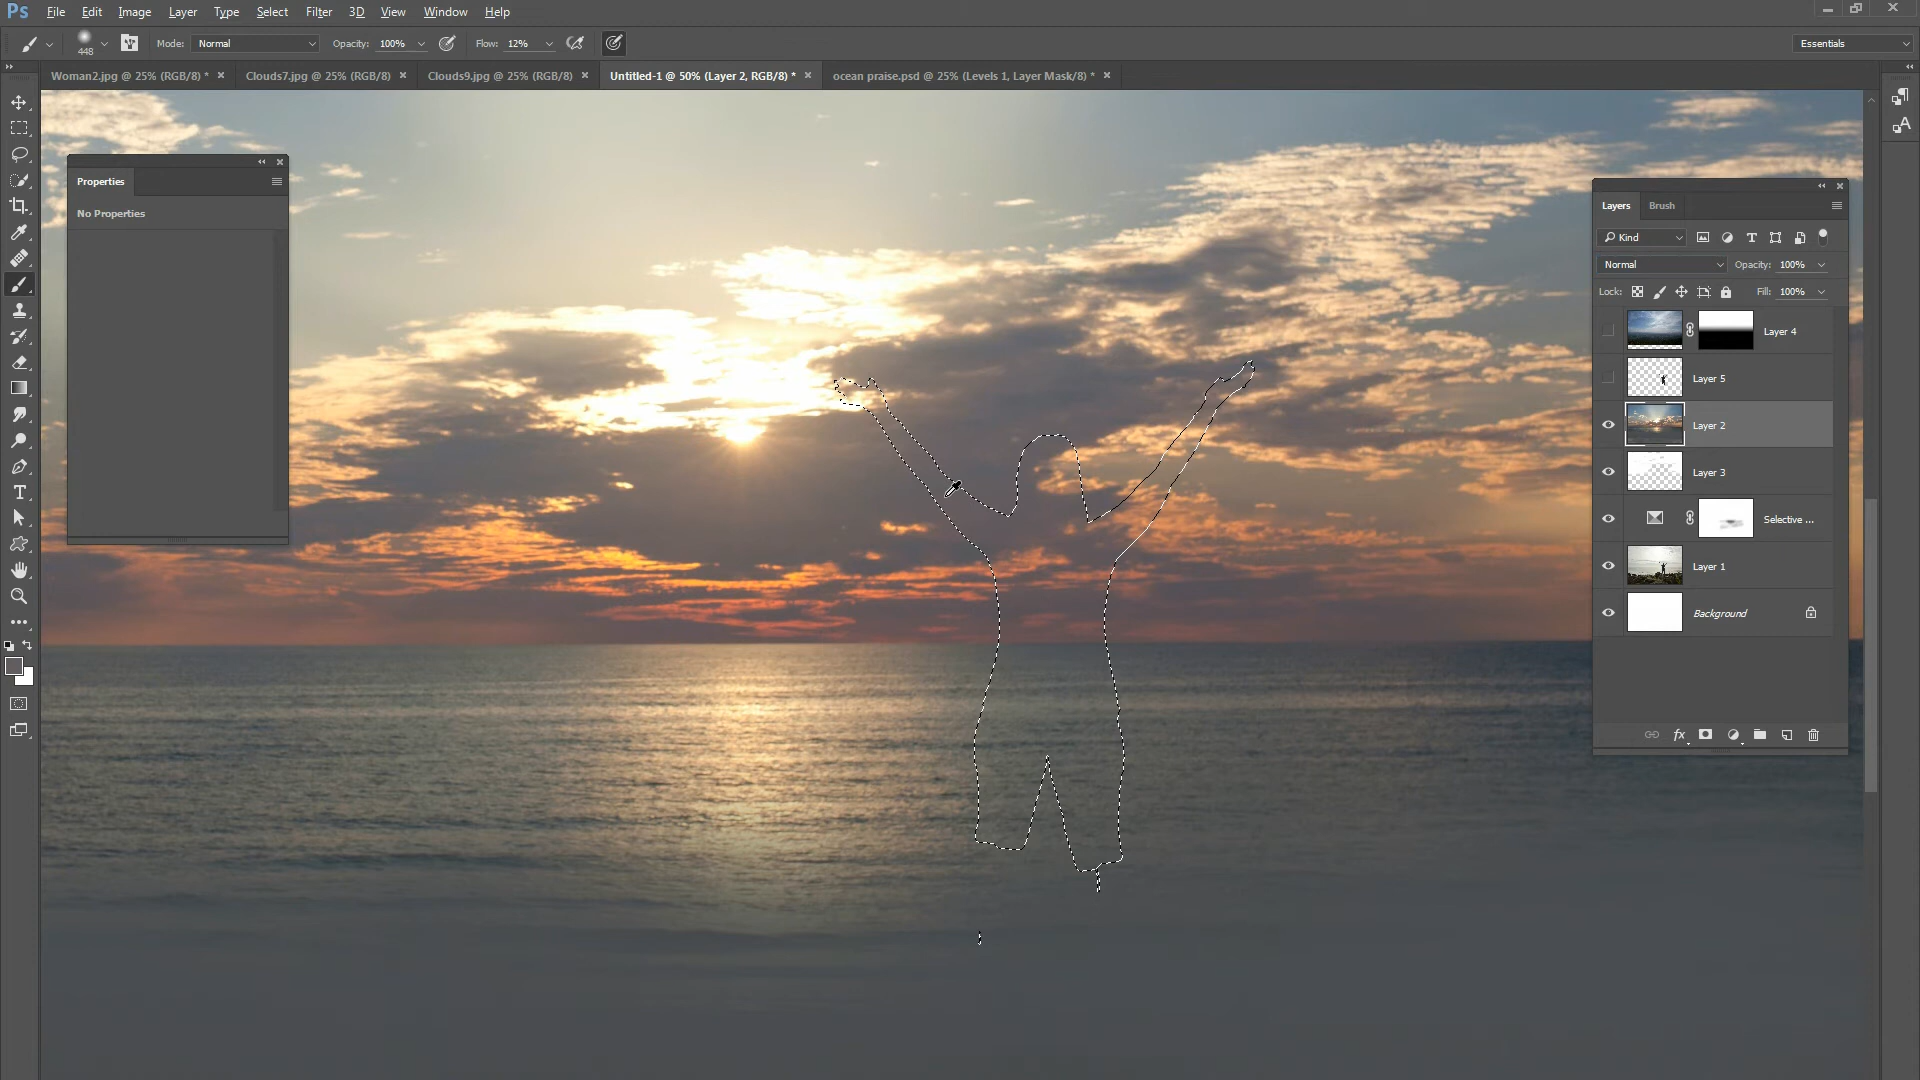 Ps File Edit Image Layer Type Select Filter 3D View Window Help
448 Mode: Normal Opacity: 100% Flow: 12% Essentials
Woman2.jpg @ 25% (RGB/8) * Clouds7.jpg @ 25% (RGB/8) Clouds9.jpg @ 25% (RGB/8) Untitled-1 @ 50% (Layer 2, RGB/8) * ocean praise.psd @ 25% (Levels 1, Layer Mask/8) *
Properties
No Properties
Layers Brush
Kind
Normal Opacity: 100%
Lock: Fill: 100%
Layer 4
Layer 5
Layer 2
Layer 3
Selective ...
Layer 1
Background
fx